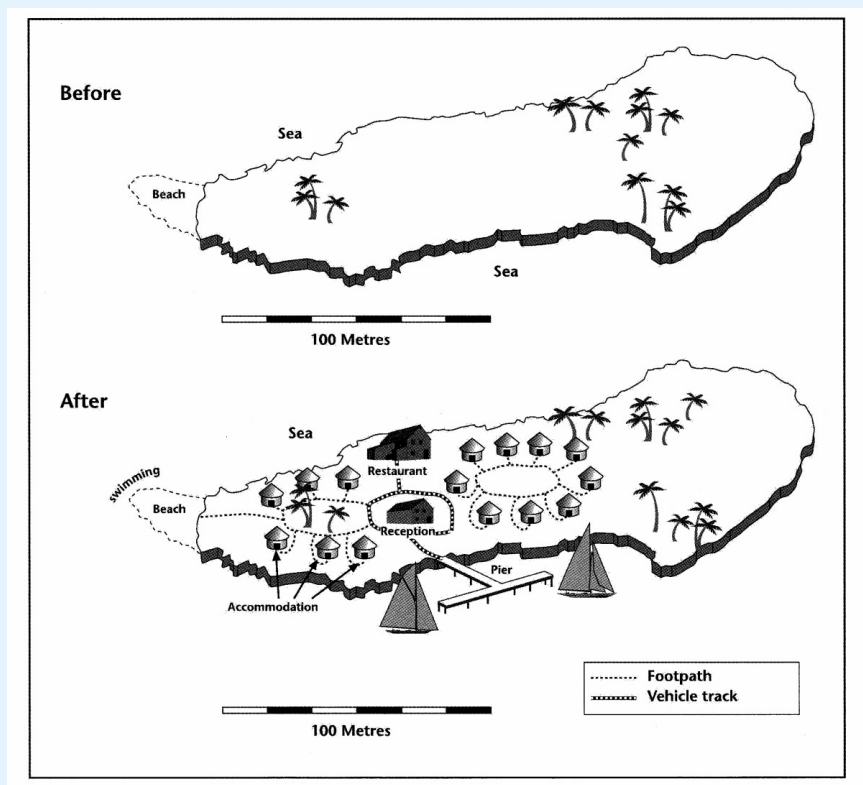 Before
Sea
Beach
Sea
100 Metres
After
Sea
Restaurant
swimming
Beach
Reception
Pier
Accommodation
Footpath
Vehicle track
100 Metres